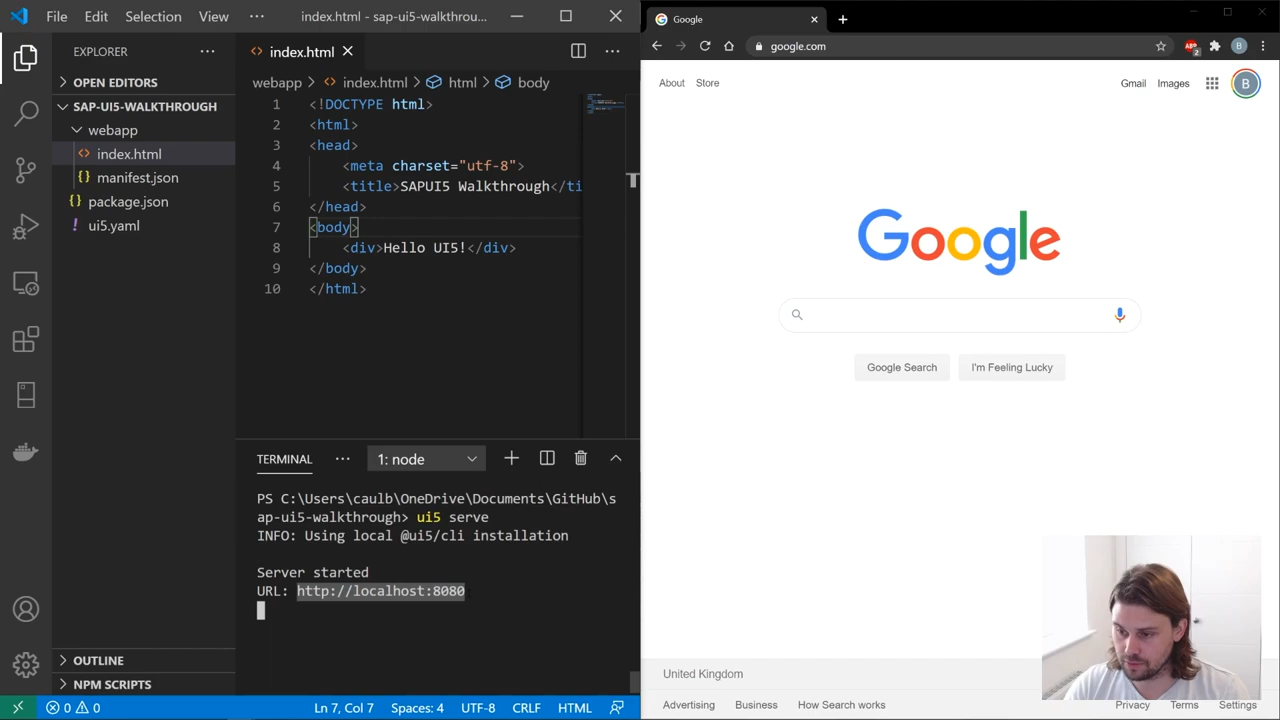 File Edit Selection View ··· index.html - sap-ui5-walkthrou...
EXPLORER ···
OPEN EDITORS
SAP-UI5-WALKTHROUGH
webapp
index.html
manifest.json
package.json
ui5.yaml
OUTLINE
NPM SCRIPTS
index.html
webapp > index.html > html > body
1 <!DOCTYPE html>
2 <html>
3 <head>
4 <meta charset="utf-8">
5 <title>SAPUI5 Walkthrough</ti
6 </head>
7 <body>
8 <div>Hello UI5!</div>
9 </body>
10 </html>
TERMINAL ··· 1: node
PS C:\Users\caulb\OneDrive\Documents\GitHub\s
ap-ui5-walkthrough> ui5 serve
INFO: Using local @ui5/cli installation
Server started
URL: http://localhost:8080
0 0 Ln 7, Col 7 Spaces: 4 UTF-8 CRLF HTML
Google
google.com
ABP 2 B
About Store Gmail Images B
Google
Google Search I'm Feeling Lucky
United Kingdom
Advertising Business How Search works Privacy Terms Settings